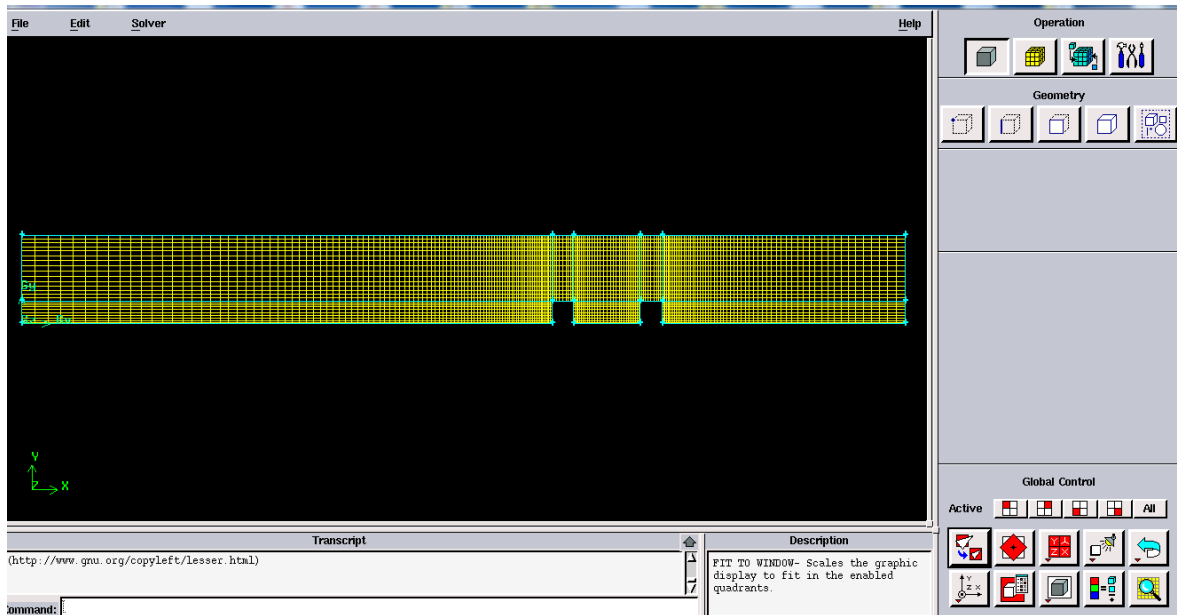 File Edit Solver Help
Operation
Geometry
Gy
Y
Z X
Global Control
Active All
Transcript
(http://www.gnu.org/copyleft/lesser.html)
Command:
Description
FIT TO WINDOW- Scales the graphic
display to fit in the enabled
quadrants.